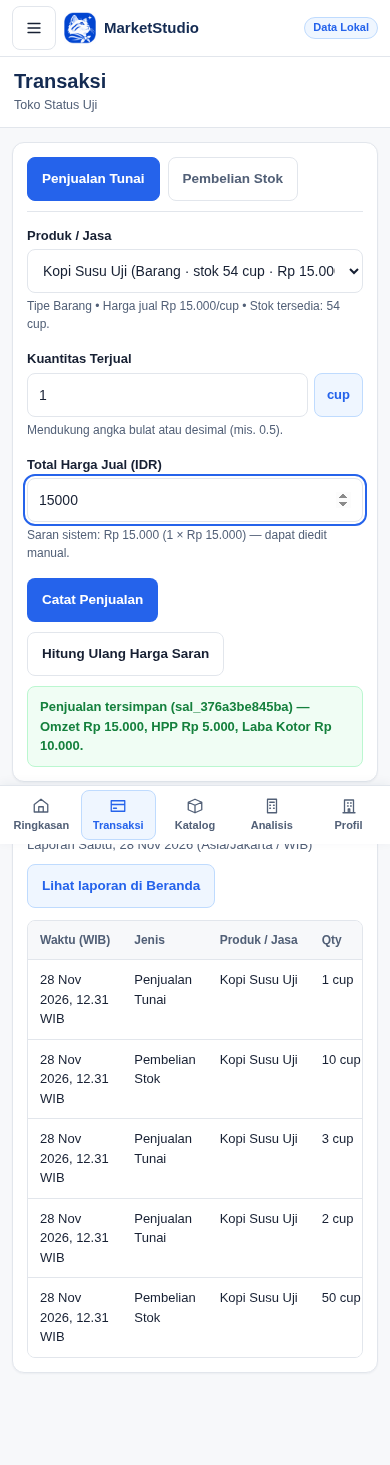 MarketStudio
Data Lokal
Transaksi
Toko Status Uji
Penjualan Tunai
Pembelian Stok
Produk / Jasa
Kopi Susu Uji (Barang · stok 54 cup · Rp 15.00
Tipe Barang • Harga jual Rp 15.000/cup • Stok tersedia: 54
cup.
Kuantitas Terjual
1
cup
Mendukung angka bulat atau desimal (mis. 0.5).
Total Harga Jual (IDR)
15000
Saran sistem: Rp 15.000 (1 × Rp 15.000) — dapat diedit
manual.
Catat Penjualan
Hitung Ulang Harga Saran
Penjualan tersimpan (sal_376a3be845ba) —
Omzet Rp 15.000, HPP Rp 5.000, Laba Kotor Rp
10.000.
Ringkasan
Transaksi
Katalog
Analisis
Profil
Laporan Sabtu, 28 Nov 2026 (Asia/Jakarta / WIB)
Lihat laporan di Beranda
Waktu (WIB) Jenis Produk / Jasa Qty
28 Nov Penjualan Kopi Susu Uji 1 cup
2026, 12.31 Tunai
WIB
28 Nov Pembelian Kopi Susu Uji 10 cup
2026, 12.31 Stok
WIB
28 Nov Penjualan Kopi Susu Uji 3 cup
2026, 12.31 Tunai
WIB
28 Nov Penjualan Kopi Susu Uji 2 cup
2026, 12.31 Tunai
WIB
28 Nov Pembelian Kopi Susu Uji 50 cup
2026, 12.31 Stok
WIB